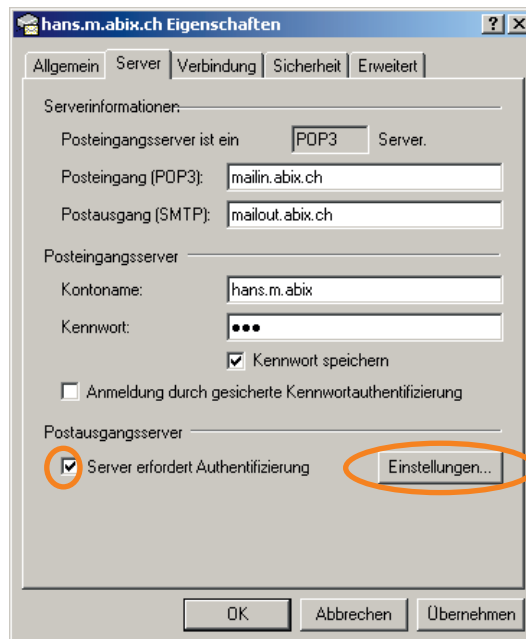 hans.m.abix.ch Eigenschaften
Allgemein Server Verbindung Sicherheit Erweitert
Serverinformationen:
Posteingangsserver ist ein POP3 Server.
Posteingang (POP3): mailin.abix.ch
Postausgang (SMTP): mailout.abix.ch
Posteingangsserver
Kontoname: hans.m.abix
Kennwort: ●●●
Kennwort speichern
Anmeldung durch gesicherte Kennwortauthentifizierung
Postausgangsserver
Server erfordert Authentifizierung Einstellungen...
OK Abbrechen Übernehmen